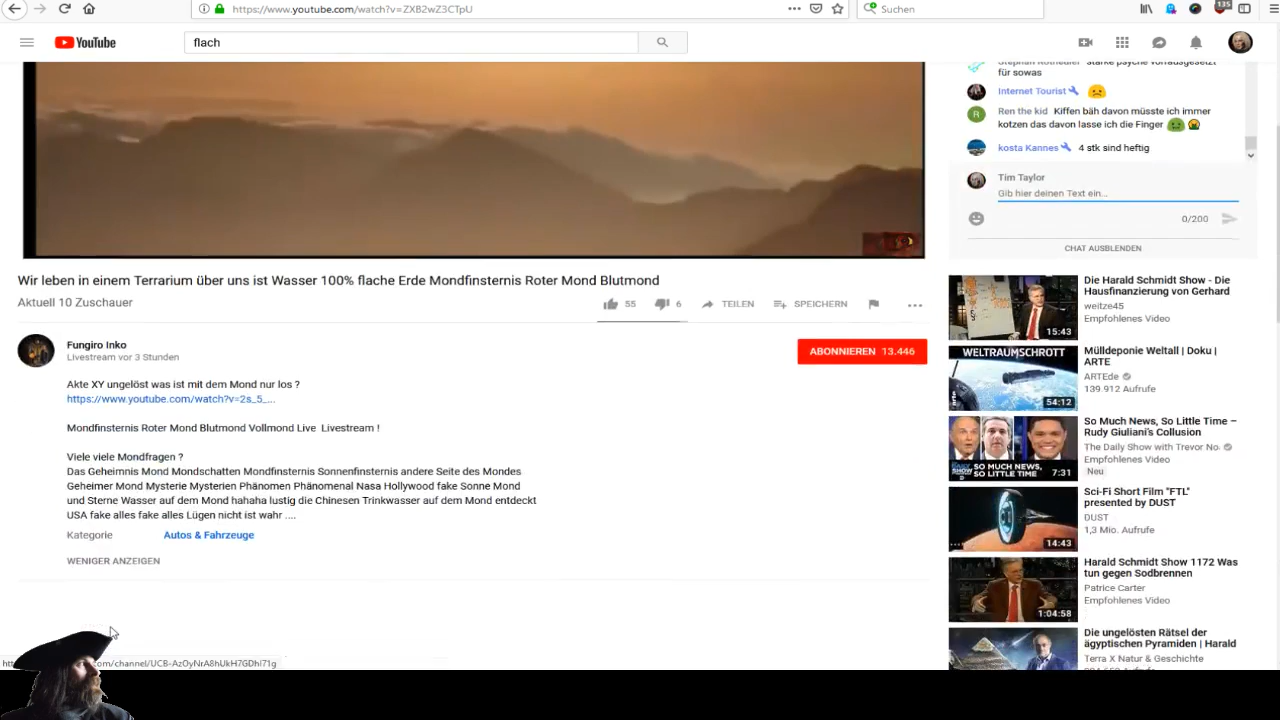 https://www.youtube.com/watch?v=ZXB2wZ3CTpU
Suchen
135
YouTube
flach
für sowas
Internet Tourist
R
Ren the kid Kiffen bäh davon müsste ich immer
kotzen das davon lasse ich die Finger
kosta Kannes 4 stk sind heftig
Tim Taylor
Gib hier deinen Text ein...
0/200
CHAT AUSBLENDEN
Wir leben in einem Terrarium über uns ist Wasser 100% flache Erde Mondfinsternis Roter Mond Blutmond
Aktuell 10 Zuschauer
55
6
TEILEN
SPEICHERN
Fungiro Inko
Livestream vor 3 Stunden
ABONNIEREN 13.446
Akte XY ungelöst was ist mit dem Mond nur los ?
https://www.youtube.com/watch?v=2s_5_...
Mondfinsternis Roter Mond Blutmond Vollmond Live Livestream !
Viele viele Mondfragen ?
Das Geheimnis Mond Mondschatten Mondfinsternis Sonnenfinsternis andere Seite des Mondes
Geheimer Mond Mysterie Mysterien Phänomen Phänomenal Nasa Hollywood fake Sonne Mond
und Sterne Wasser auf dem Mond hahaha lustig die Chinesen Trinkwasser auf dem Mond entdeckt
USA fake alles fake alles Lügen nicht ist wahr ....
Kategorie Autos & Fahrzeuge
WENIGER ANZEIGEN
15:43
Die Harald Schmidt Show - Die
Hausfinanzierung von Gerhard
weitze45
Empfohlenes Video
WELTRAUMSCHROTT
54:12
Mülldeponie Weltall | Doku |
ARTE
ARTEde
139.912 Aufrufe
SO MUCH NEWS,
SO LITTLE TIME
7:31
So Much News, So Little Time –
Rudy Giuliani's Collusion
The Daily Show with Trevor No.
Empfohlenes Video
Neu
14:43
Sci-Fi Short Film "FTL"
presented by DUST
DUST
1,3 Mio. Aufrufe
1:04:58
Harald Schmidt Show 1172 Was
tun gegen Sodbrennen
Patrice Carter
Empfohlenes Video
Die ungelösten Rätsel der
ägyptischen Pyramiden | Harald
Terra X Natur & Geschichte